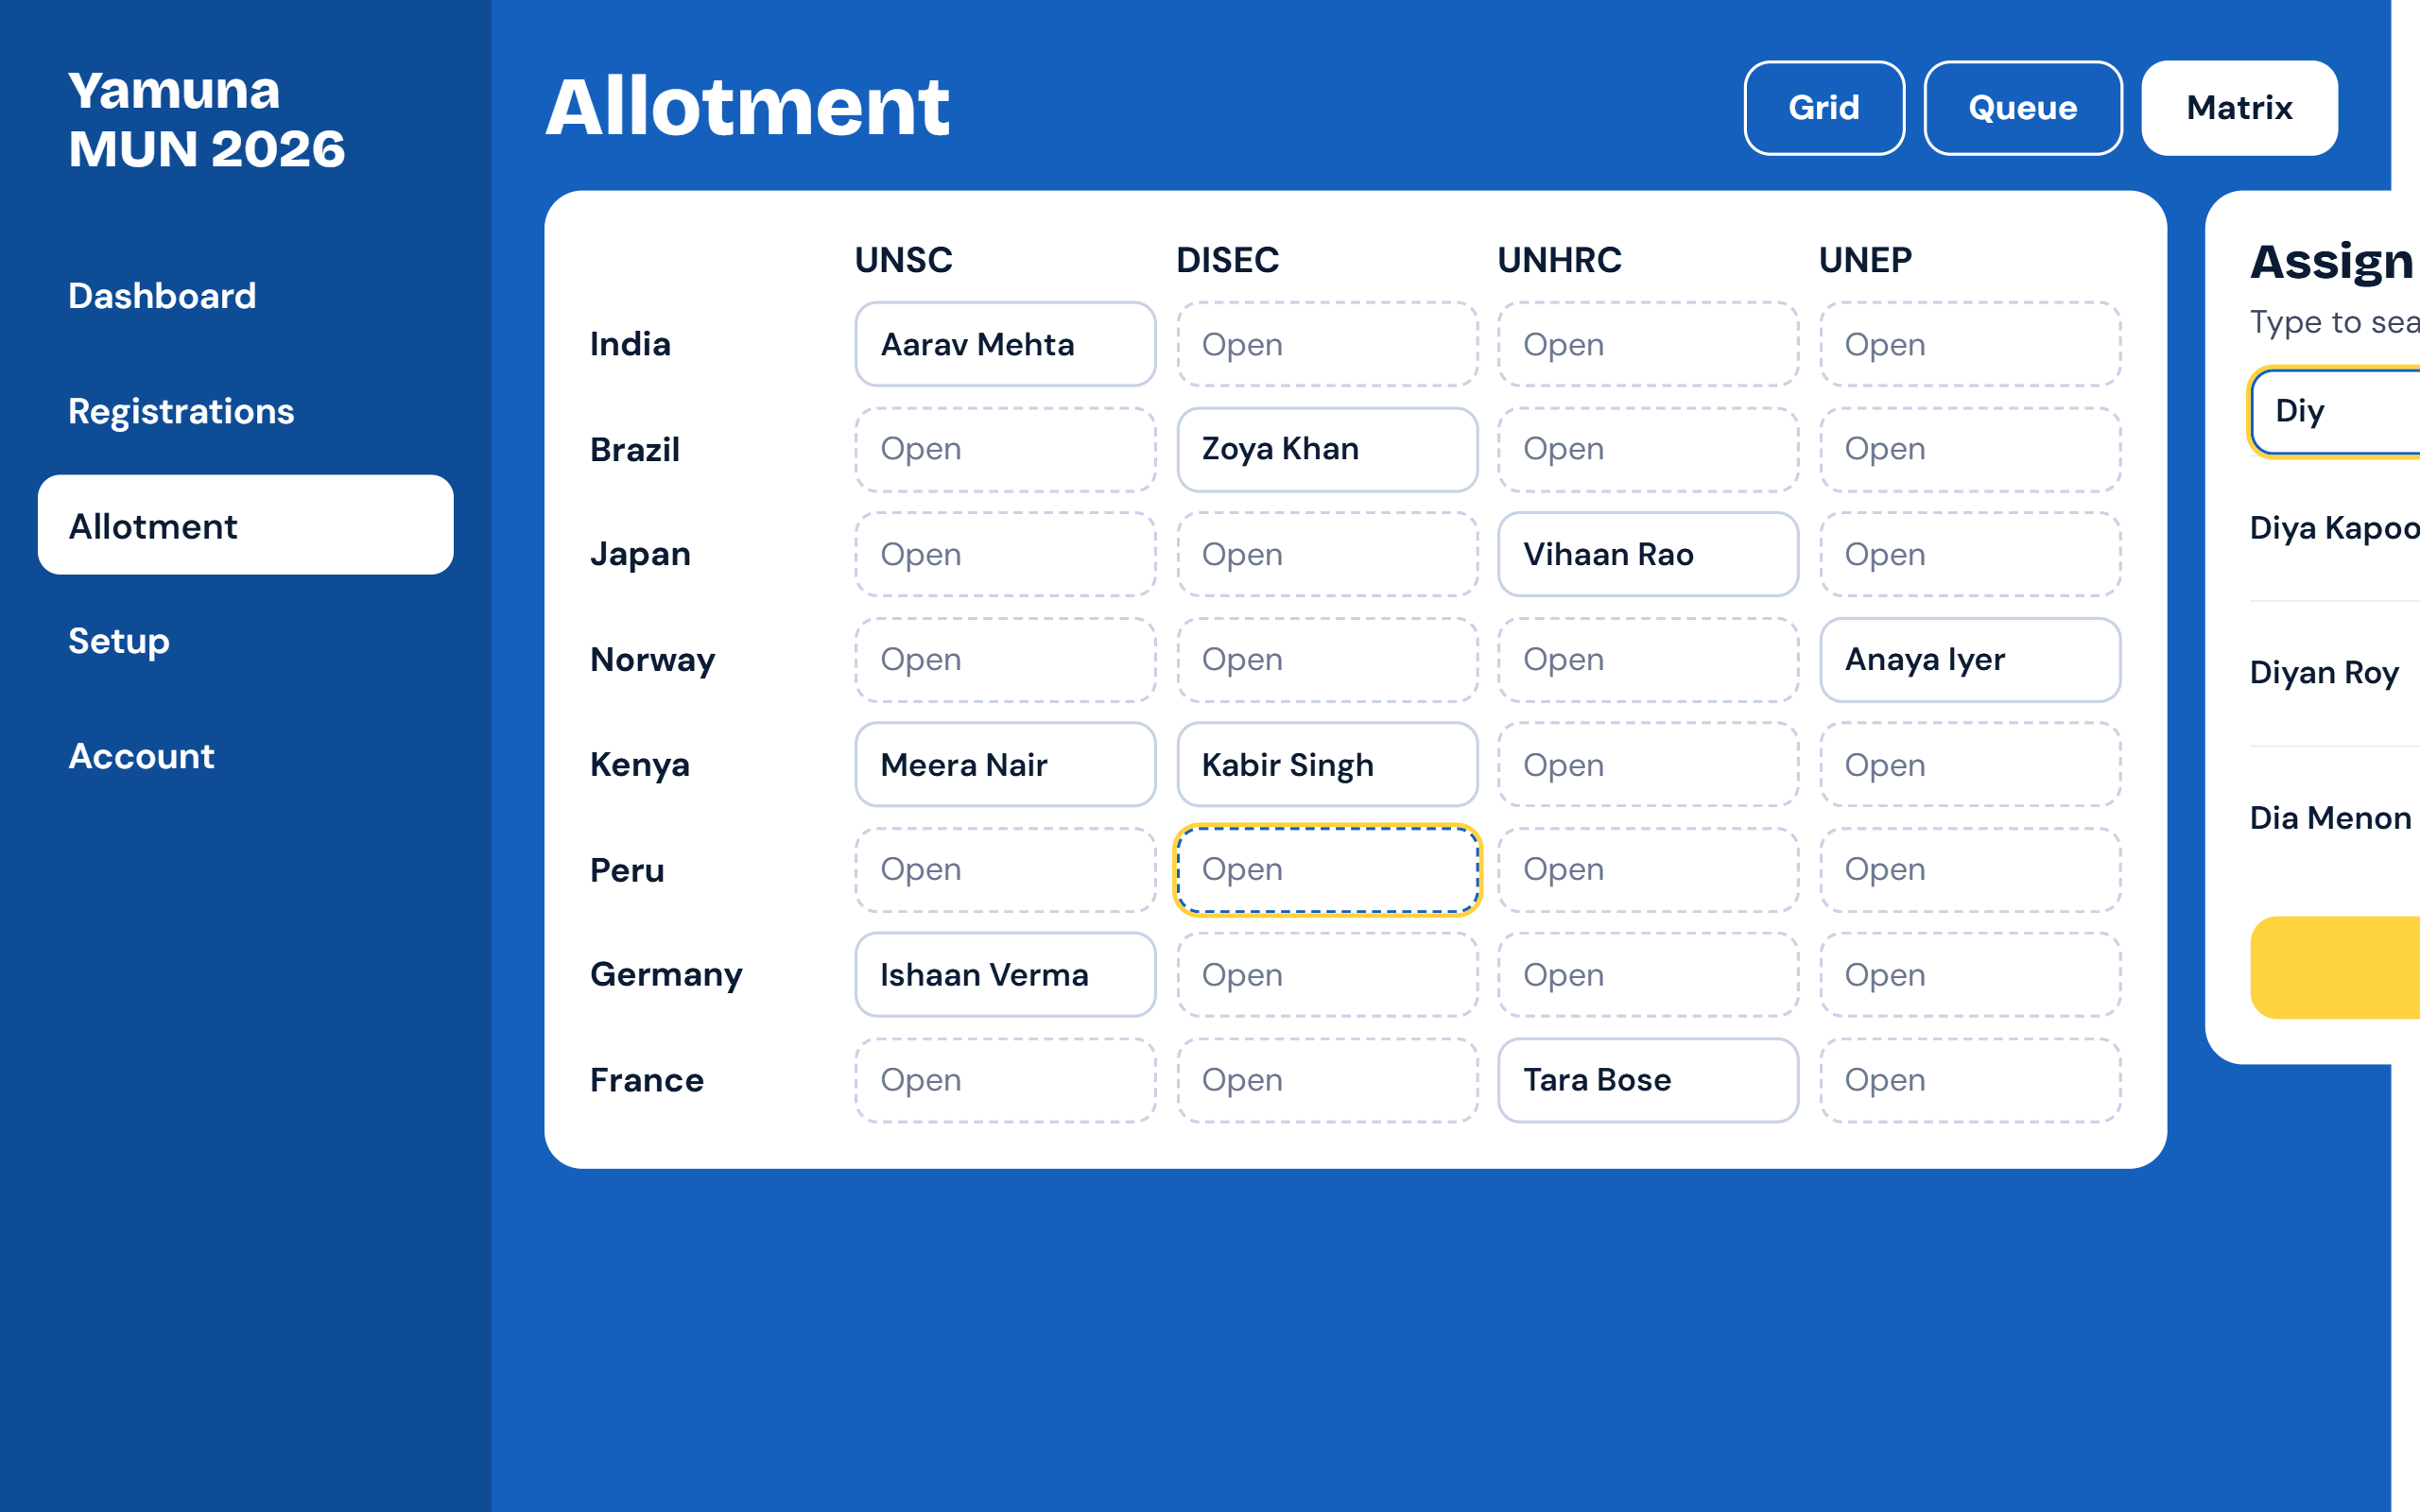 Yamuna
MUN 2026
Dashboard
Registrations
Allotment
Setup
Account
Allotment
Grid Queue Matrix
UNSC DISEC UNHRC UNEP
India Aarav Mehta Open Open Open
Brazil Open Zoya Khan Open Open
Japan Open Open Vihaan Rao Open
Norway Open Open Open Anaya Iyer
Kenya Meera Nair Kabir Singh Open Open
Peru Open Open Open Open
Germany Ishaan Verma Open Open Open
France Open Open Tara Bose Open
Assign
Type to
Diy
Diya
Diyan Roy
Dia Menon